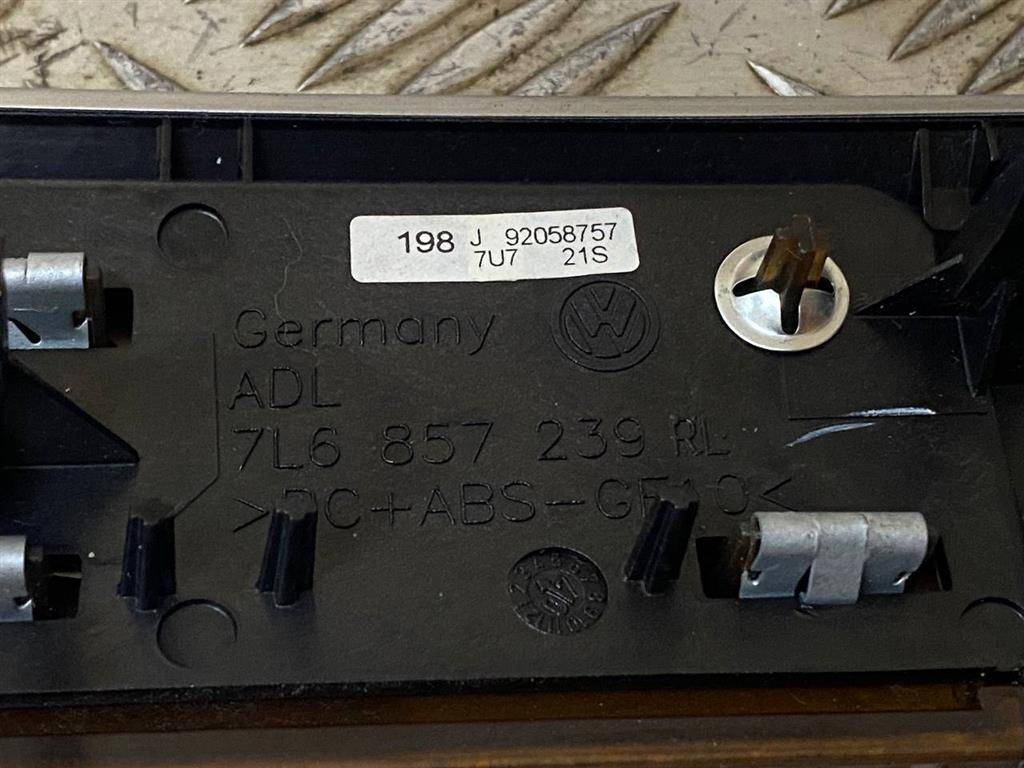 198 J 92058757
7U7 21S
Germany
ADL
7L6 857 239 RL
>PC+ABS-GF10<